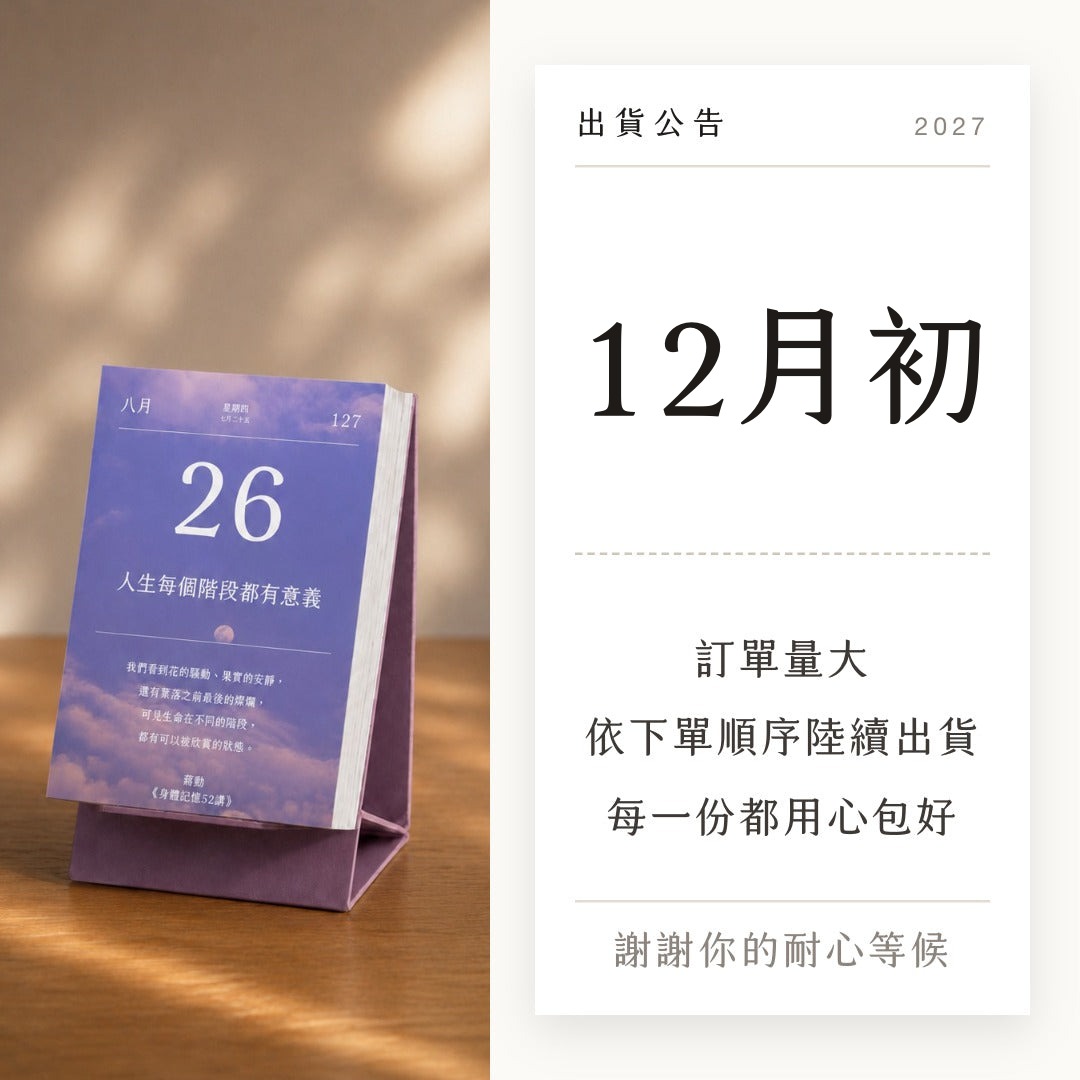 八月
星期四
七月二十五
127
26
人生每個階段都有意義
我們看到花的騷動、果實的安靜，
還有葉落之前最後的燦爛，
可見生命在不同的階段，
都有可以被欣賞的狀態。
蔣勳
《身體記憶52講》
出貨公告
2027
12月初
訂單量大
依下單順序陸續出貨
每一份都用心包好
謝謝你的耐心等候